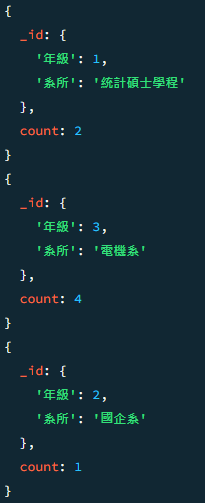 {
_id: {
'年級': 1,
'系所': '統計碩士學程'
},
count: 2
}
{
_id: {
'年級': 3,
'系所': '電機系'
},
count: 4
}
{
_id: {
'年級': 2,
'系所': '國企系'
},
count: 1
}